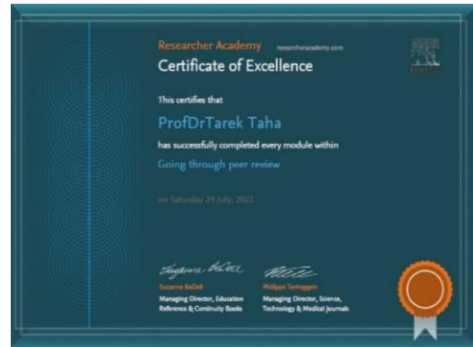 Researcher Academy researcheracademy.com
Certificate of Excellence
This certifies that
ProfDrTarek Taha
has successfully completed every module within
Going through peer review
on Saturday 24 July, 2021
Suzanne BeDell
Managing Director, Education
Reference & Continuity Books
Philippe Terheggen
Managing Director, Science,
Technology & Medical Journals